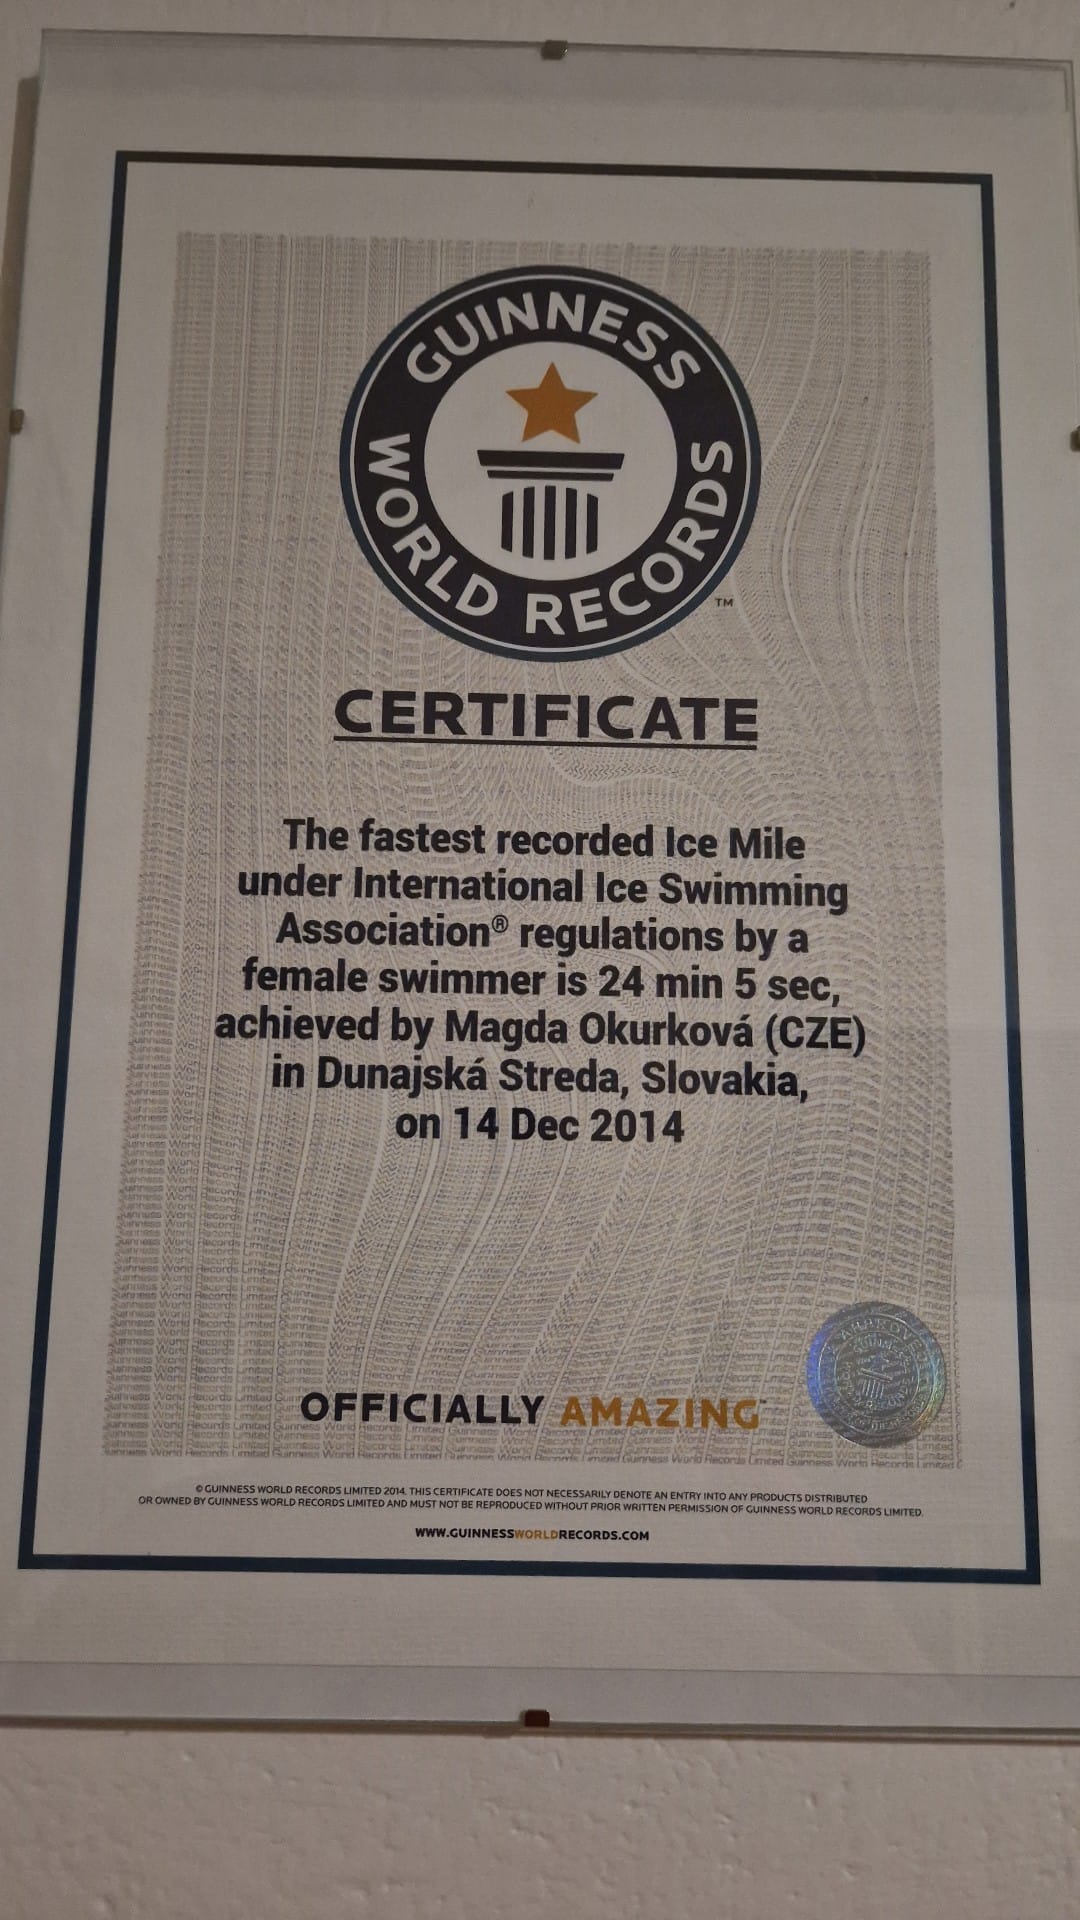 GUINNESS
WORLD RECORDS
TM
CERTIFICATE
The fastest recorded Ice Mile
under International Ice Swimming
Association® regulations by a
female swimmer is 24 min 5 sec,
achieved by Magda Okurková (CZE)
in Dunajská Streda, Slovakia,
on 14 Dec 2014
OFFICIALLY AMAZING
© GUINNESS WORLD RECORDS LIMITED 2014. THIS CERTIFICATE DOES NOT NECESSARILY DENOTE AN ENTRY INTO ANY PRODUCTS DISTRIBUTED
OR OWNED BY GUINNESS WORLD RECORDS LIMITED AND MUST NOT BE REPRODUCED WITHOUT PRIOR WRITTEN PERMISSION OF GUINNESS WORLD RECORDS LIMITED.
WWW.GUINNESSWORLDRECORDS.COM